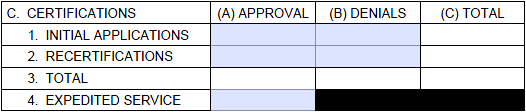 C. CERTIFICATIONS (A) APPROVAL (B) DENIALS (C) TOTAL
1. INITIAL APPLICATIONS
2. RECERTIFICATIONS
3. TOTAL
4. EXPEDITED SERVICE